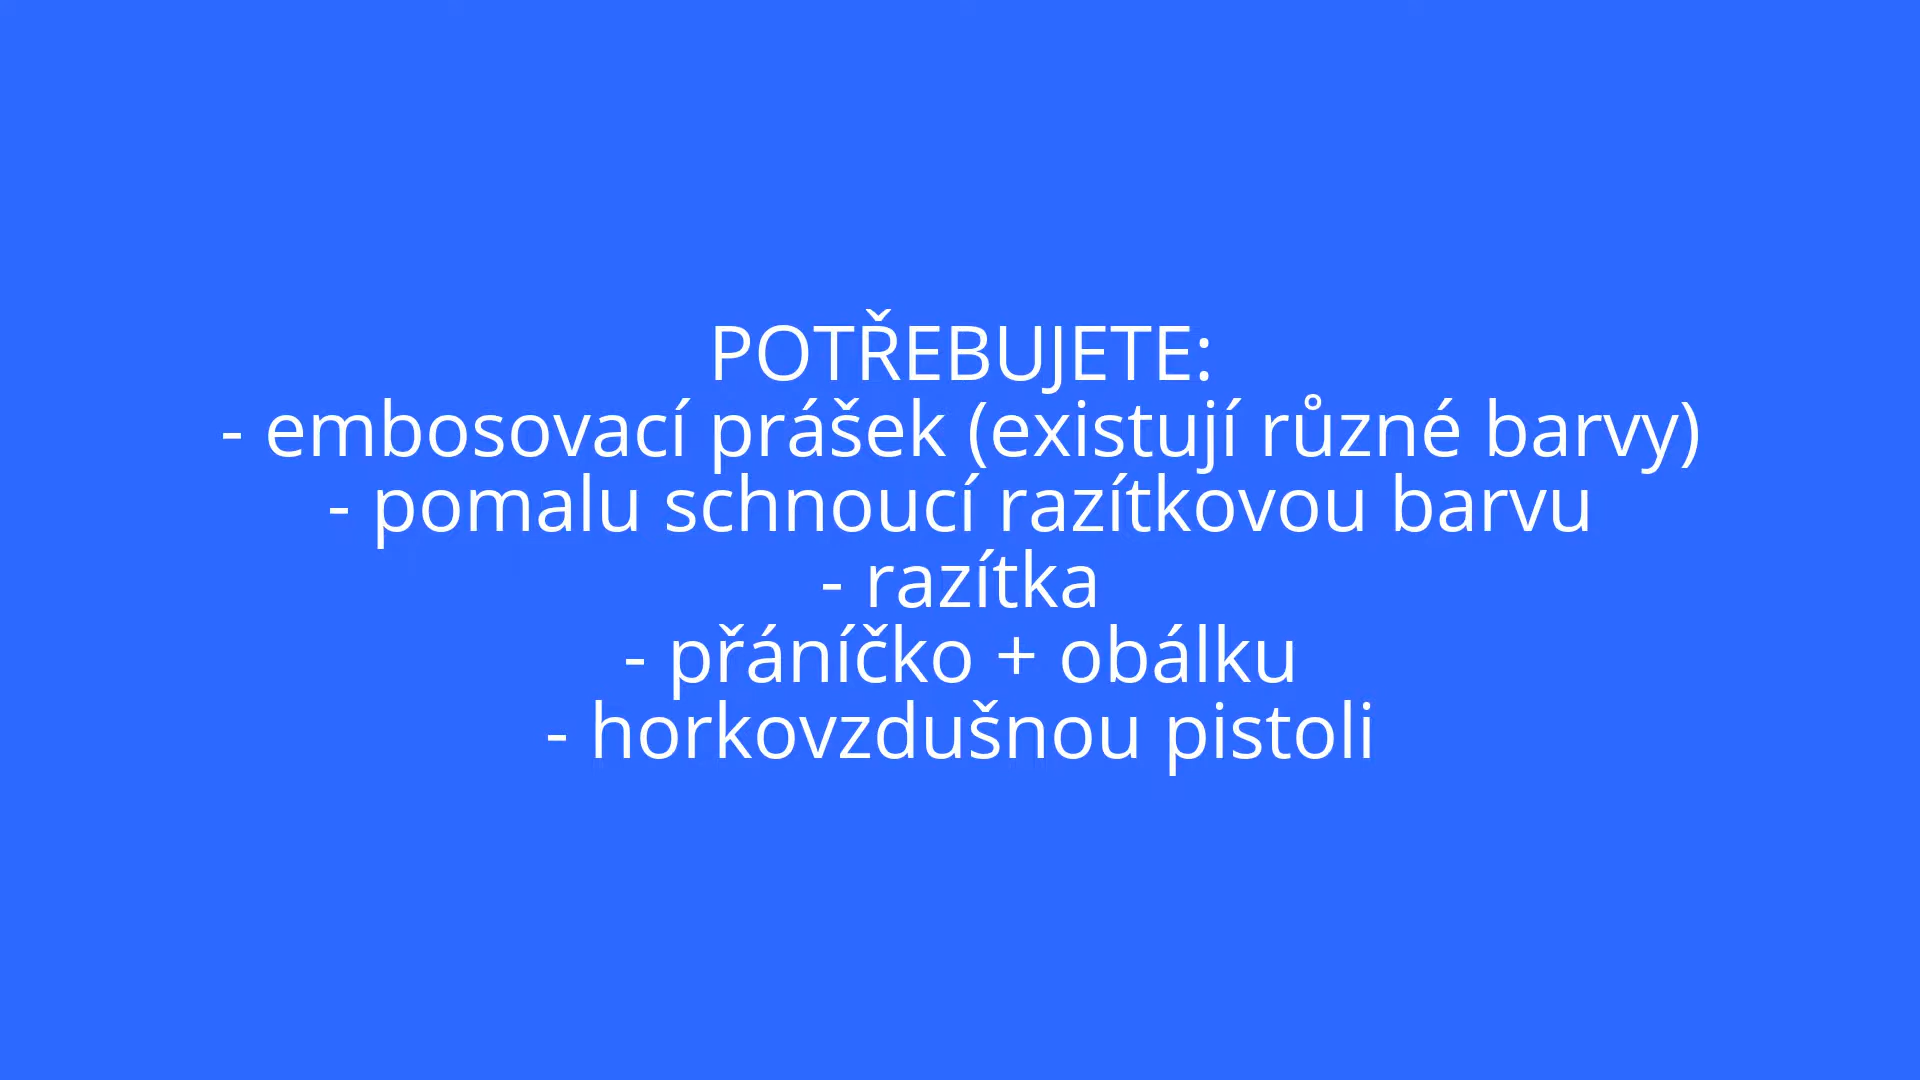 POTŘEBUJETE:
- embosovací prášek (existují různé barvy)
- pomalu schnoucí razítkovou barvu
- razítka
- přáníčko + obálku
- horkovzdušnou pistoli